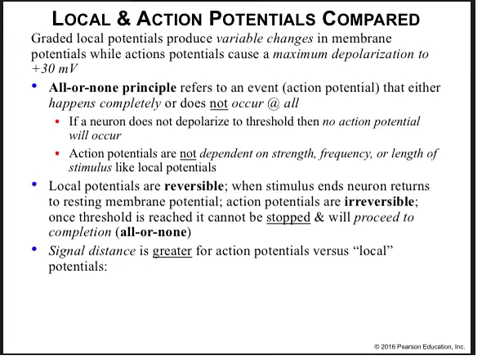 LOCAL & ACTION POTENTIALS COMPARED
Graded local potentials produce variable changes in membrane
potentials while actions potentials cause a maximum depolarization to
+30 mV
• All-or-none principle refers to an event (action potential) that either
happens completely or does not occur @ all
▪ If a neuron does not depolarize to threshold then no action potential
will occur
▪ Action potentials are not dependent on strength, frequency, or length of
stimulus like local potentials
• Local potentials are reversible; when stimulus ends neuron returns
to resting membrane potential; action potentials are irreversible;
once threshold is reached it cannot be stopped & will proceed to
completion (all-or-none)
• Signal distance is greater for action potentials versus “local”
potentials:
© 2016 Pearson Education, Inc.